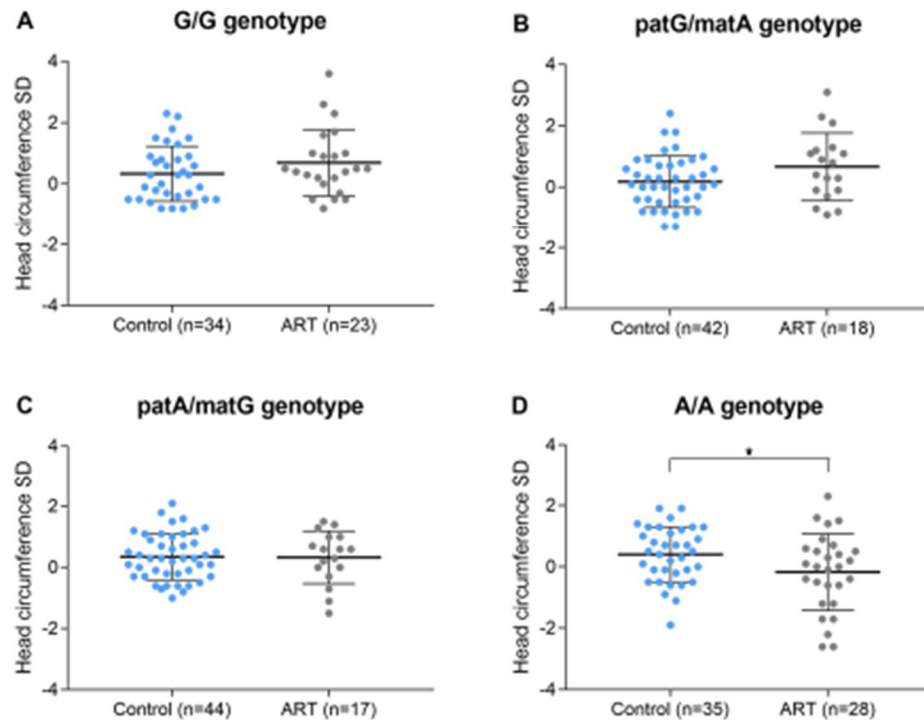 A
G/G genotype
Head circumference SD
4
2
0
-2
-4
Control (n=34)
ART (n=23)
B
patG/matA genotype
Head circumference SD
4
2
0
-2
-4
Control (n=42)
ART (n=18)
C
patA/matG genotype
Head circumference SD
4
2
0
-2
-4
Control (n=44)
ART (n=17)
D
A/A genotype
Head circumference SD
4
2
0
-2
-4
*
Control (n=35)
ART (n=28)